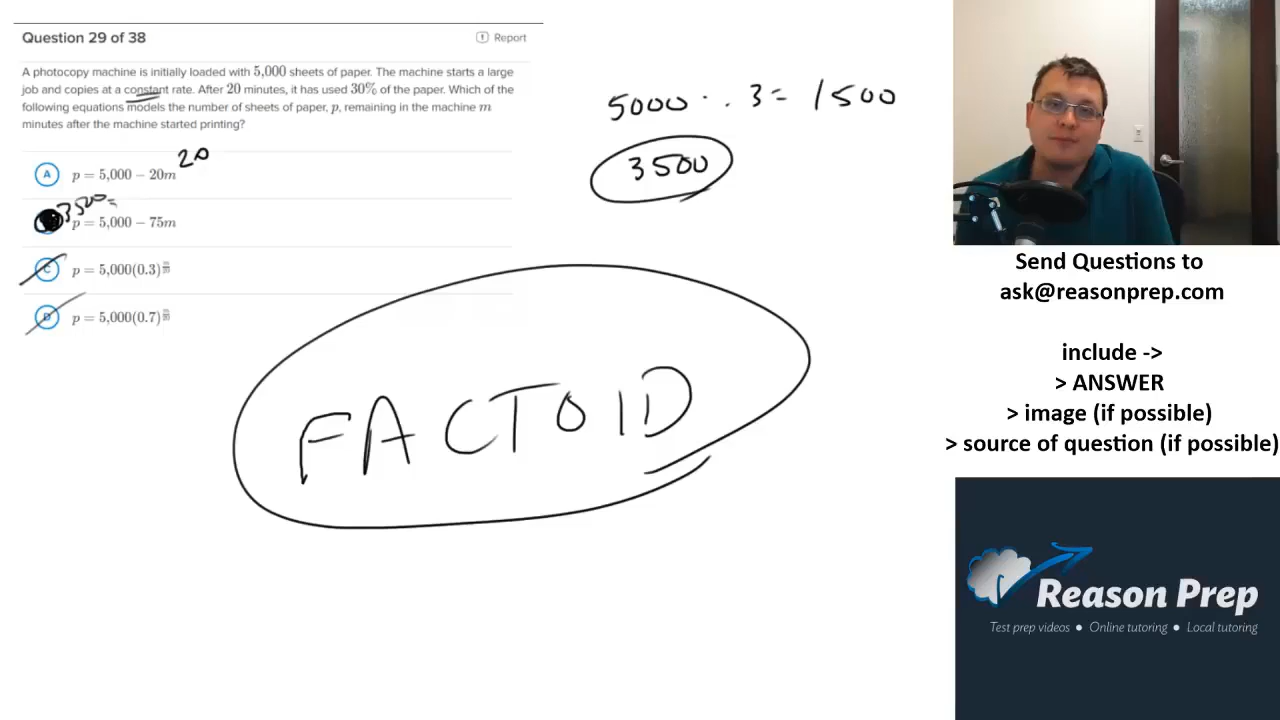 Question 29 of 38
Report
A photocopy machine is initially loaded with 5,000 sheets of paper. The machine starts a large
job and copies at a constant rate. After 20 minutes, it has used 30% of the paper. Which of the
following equations models the number of sheets of paper, p, remaining in the machine m
minutes after the machine started printing?
20
A p = 5,000 − 20m
3500 =
p = 5,000 − 75m
C p = 5,000(0.3)^(m/20)
D p = 5,000(0.7)^(m/20)
5000 · .3 = 1500
3500
FACTOID
Send Questions to
ask@reasonprep.com
include ->
> ANSWER
> image (if possible)
> source of question (if possible)
Reason Prep
Test prep videos ● Online tutoring ● Local tutoring